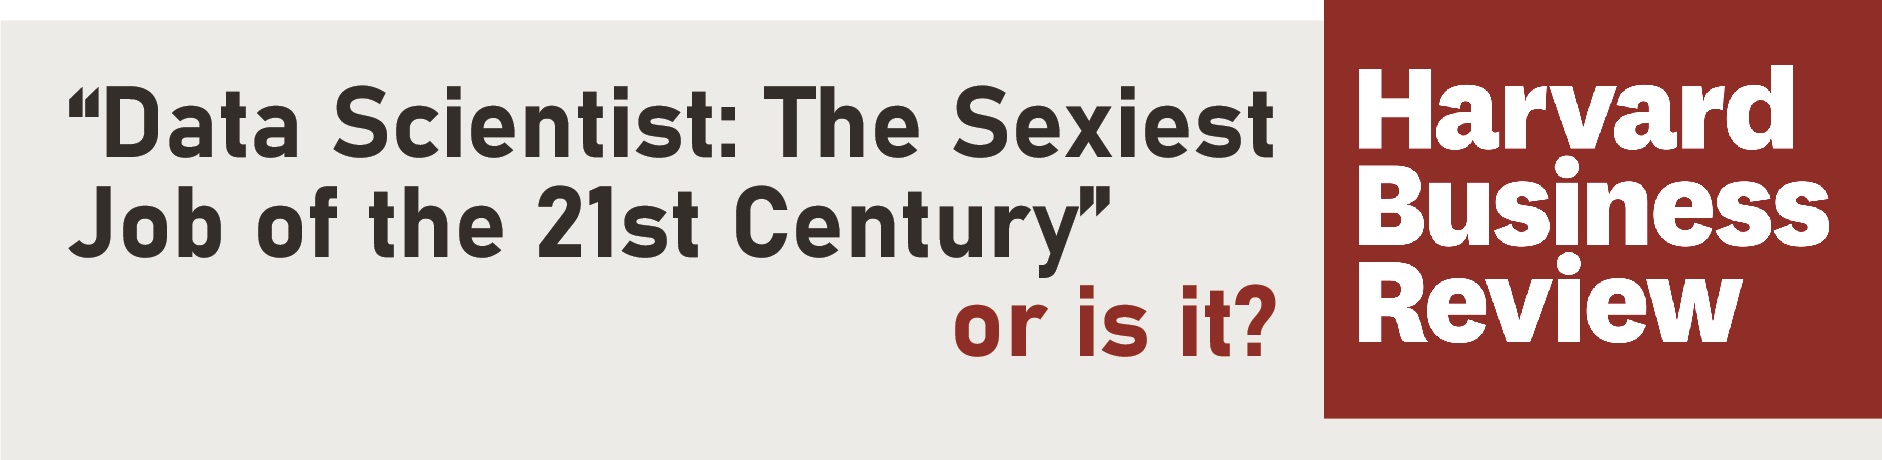 “Data Scientist: The Sexiest
Job of the 21st Century”
or is it?
Harvard
Business
Review